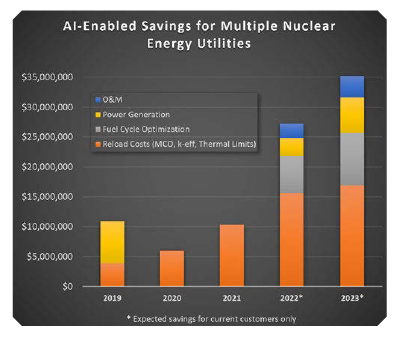 AI-Enabled Savings for Multiple Nuclear
Energy Utilities
$35,000,000
$30,000,000
$25,000,000
$20,000,000
$15,000,000
$10,000,000
$5,000,000
$0
O&M
Power Generation
Fuel Cycle Optimization
Reload Costs (MCO, k-eff, Thermal Limits)
2019 2020 2021 2022* 2023*
* Expected savings for current customers only